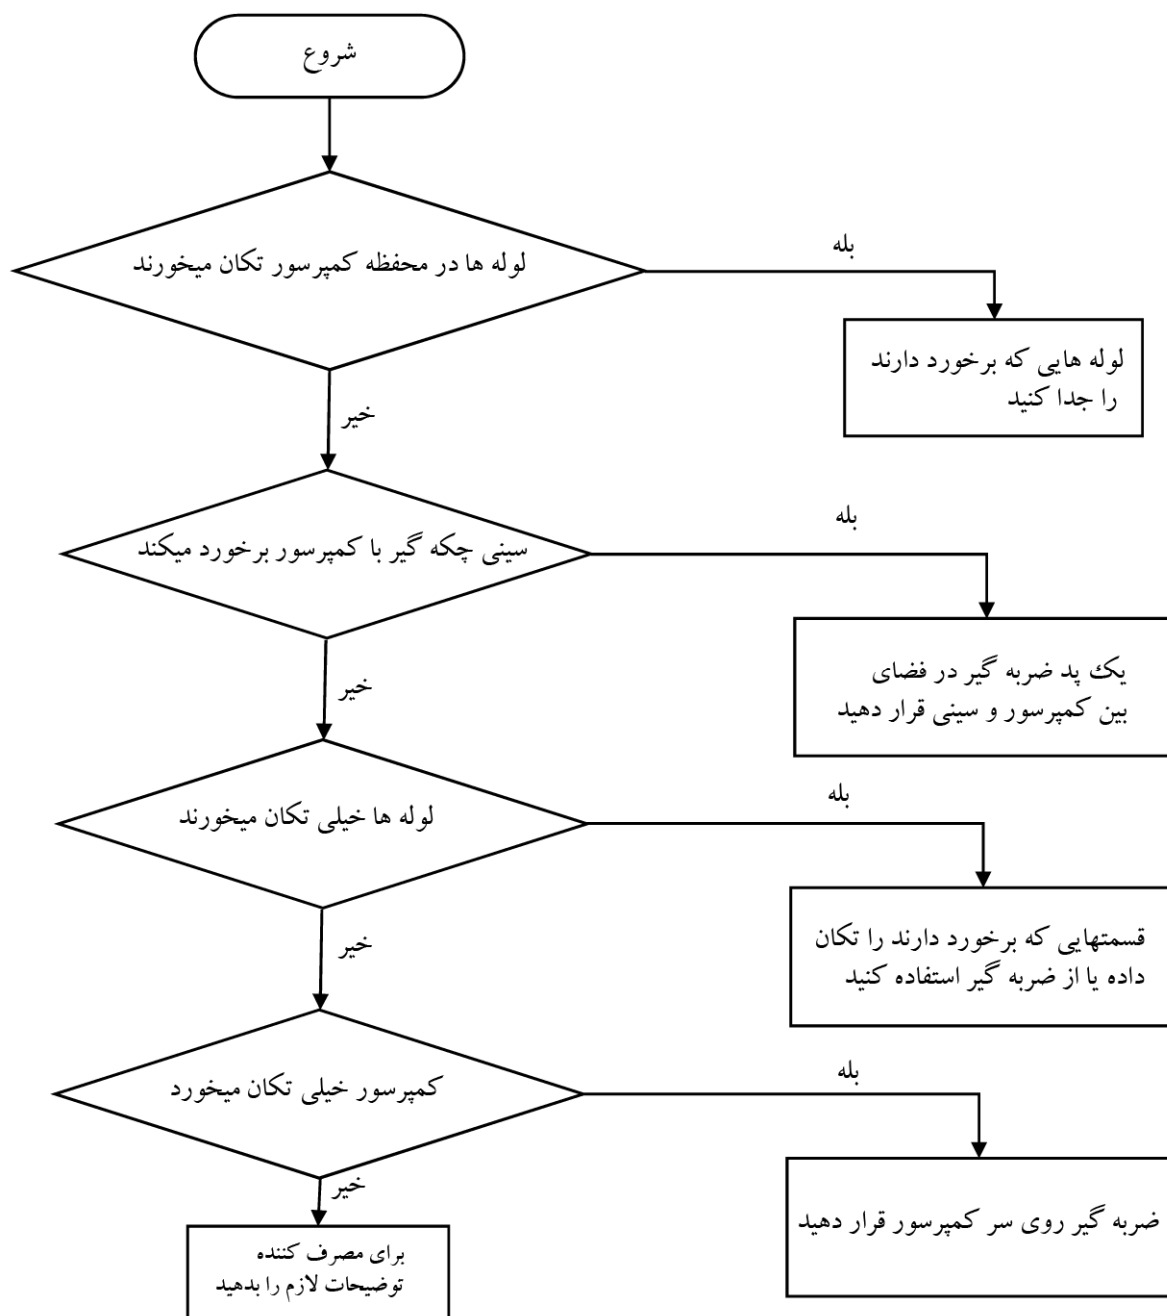 شروع
لوله ها در محفظه کمپرسور تکان میخورند
بله
لوله هایی که برخورد دارند
را جدا کنید
خیر
سینی چکه گیر با کمپرسور برخورد میکند
بله
یک پد ضربه گیر در فضای
بین کمپرسور و سینی قرار دهید
خیر
لوله ها خیلی تکان میخورند
بله
قسمتهایی که برخورد دارند را تکان
داده یا از ضربه گیر استفاده کنید
خیر
کمپرسور خیلی تکان میخورد
بله
ضربه گیر روی سر کمپرسور قرار دهید
خیر
برای مصرف کننده
توضیحات لازم را بدهید